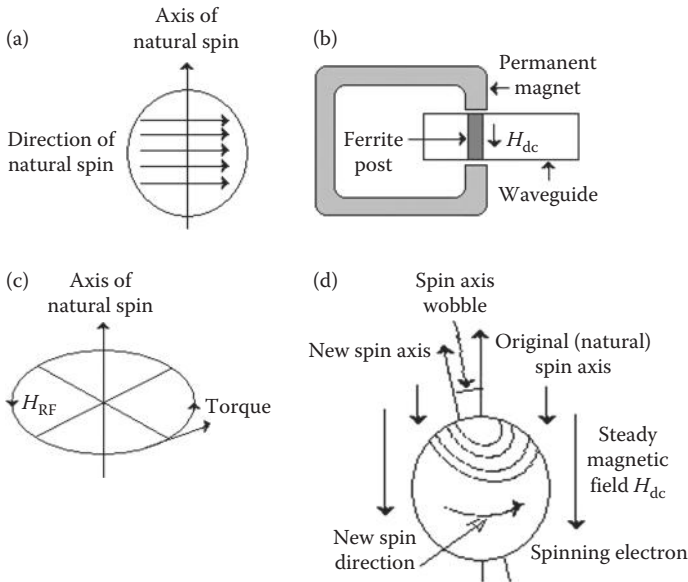 (a)
Axis of
natural spin
Direction of
natural spin
(b)
Permanent
magnet
Ferrite
post
H_dc
Waveguide
(c)
Axis of
natural spin
H_RF
Torque
(d)
Spin axis
wobble
New spin axis
Original (natural)
spin axis
Steady
magnetic
field H_dc
New spin
direction
Spinning electron